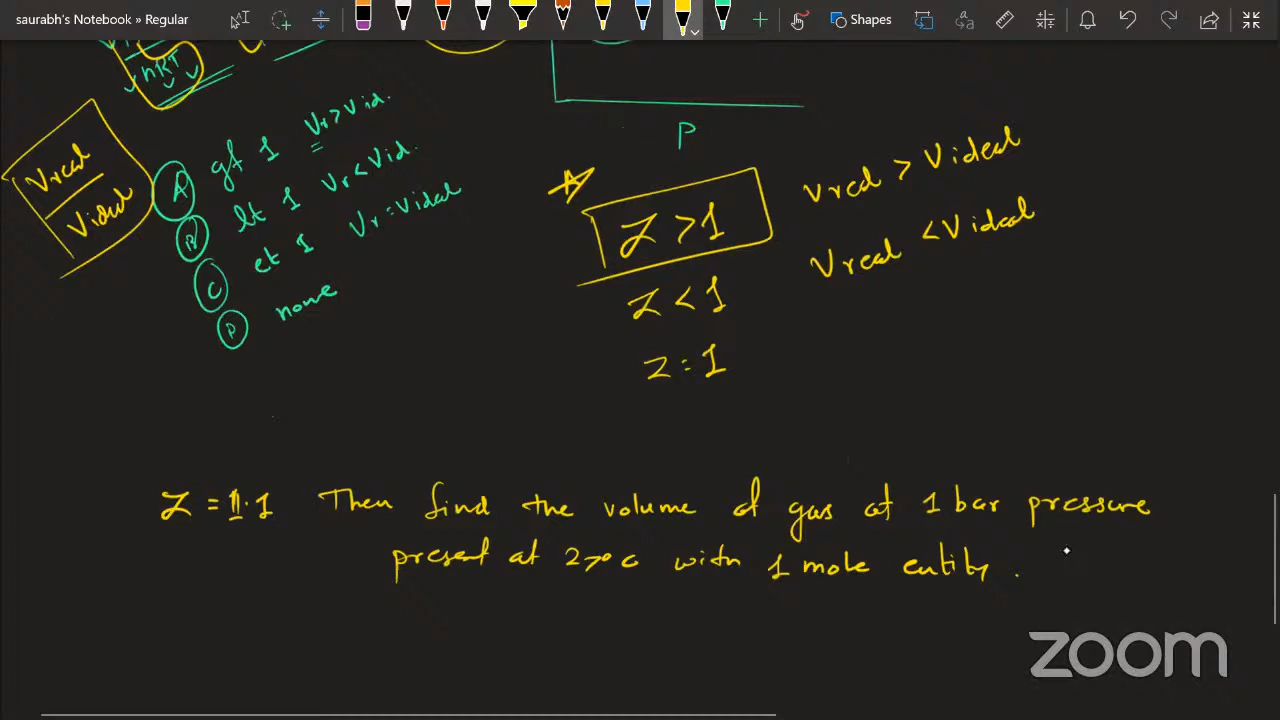 saurabh's Notebook » Regular
Shapes
nRT
P
Vreal
Videal
A gt 1 Vr > Vid.
B lt 1 Vr < Vid.
C et 1 Vr = Videal
D none
Z > 1 Vreal > Videal
Z < 1 Vreal < Videal
Z = 1
Z = 1.1 Then find the volume of gas at 1 bar pressure
present at 27°C with 1 mole entity.
zoom